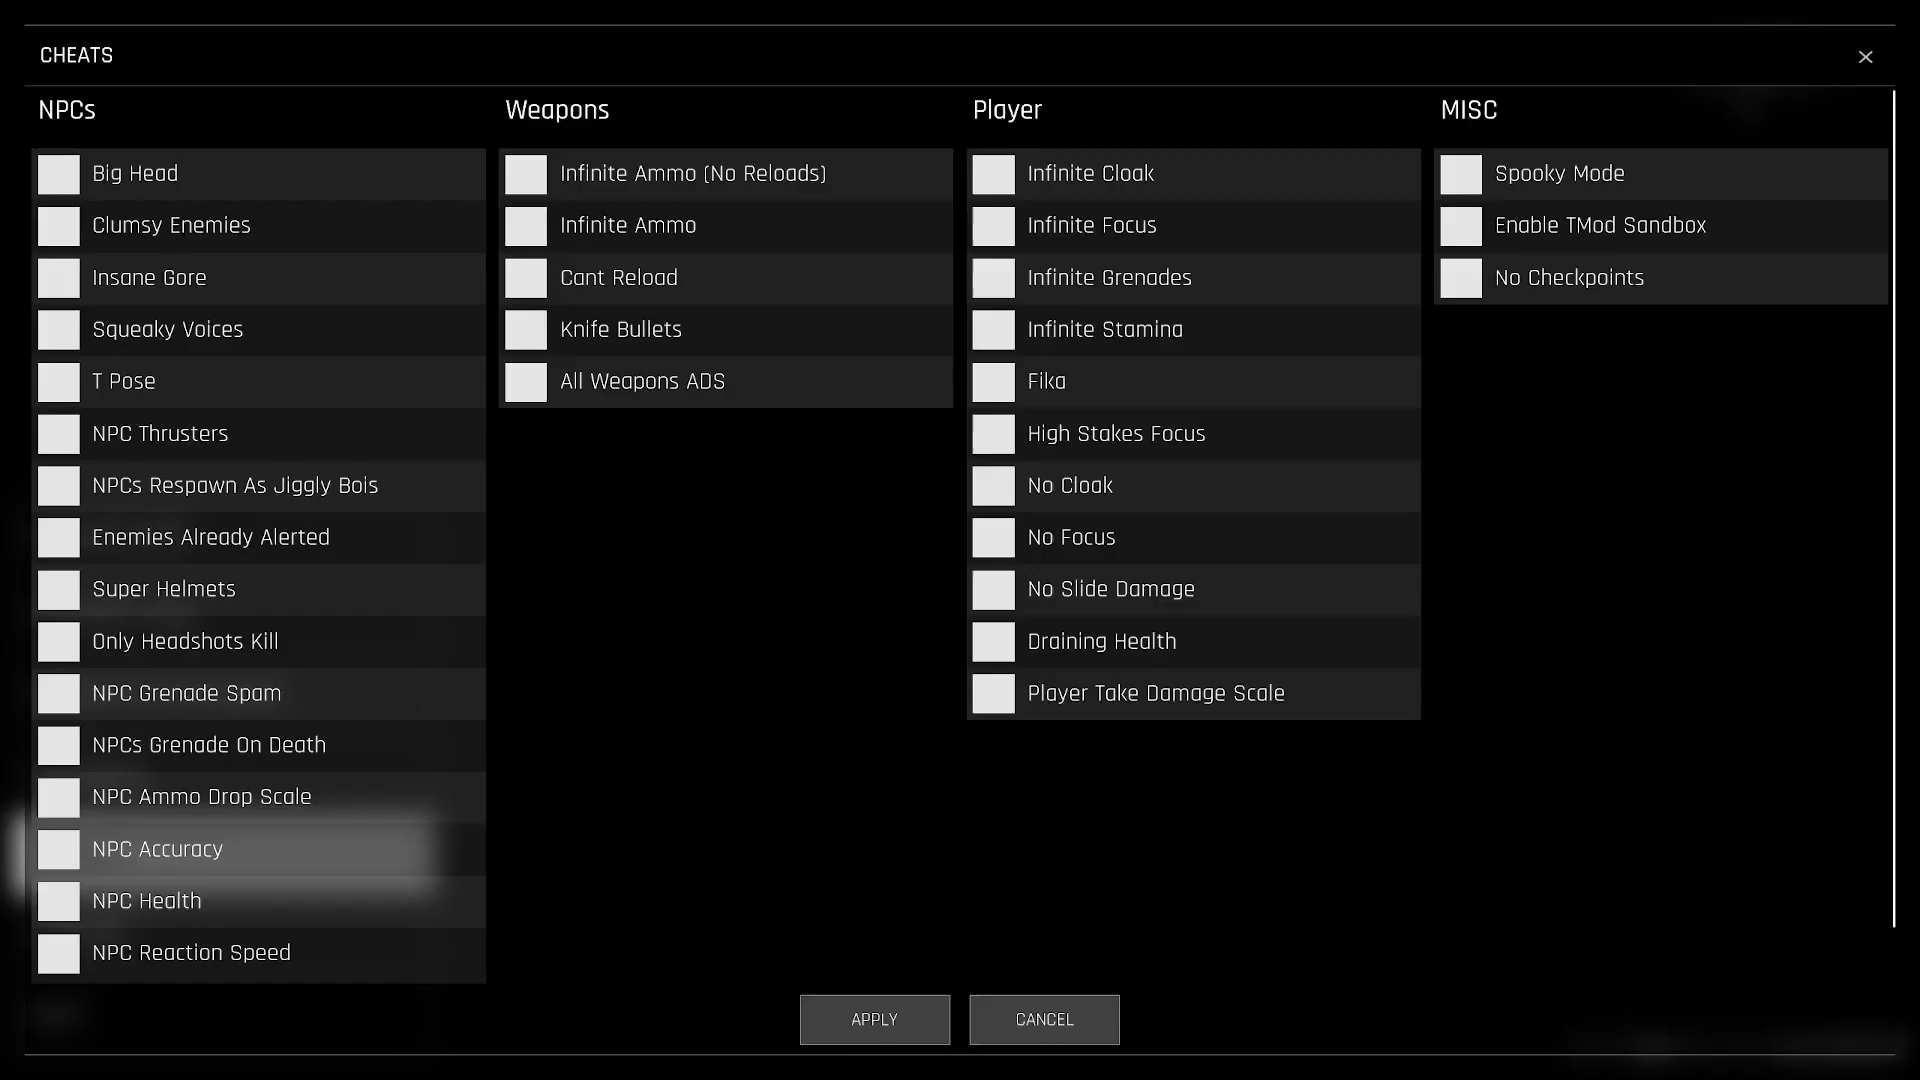 CHEATS
NPCs
Big Head
Clumsy Enemies
Insane Gore
Squeaky Voices
T Pose
NPC Thrusters
NPCs Respawn As Jiggly Bois
Enemies Already Alerted
Super Helmets
Only Headshots Kill
NPC Grenade Spam
NPCs Grenade On Death
NPC Ammo Drop Scale
NPC Accuracy
NPC Health
NPC Reaction Speed
Weapons
Infinite Ammo (No Reloads)
Infinite Ammo
Cant Reload
Knife Bullets
All Weapons ADS
Player
Infinite Cloak
Infinite Focus
Infinite Grenades
Infinite Stamina
Fika
High Stakes Focus
No Cloak
No Focus
No Slide Damage
Draining Health
Player Take Damage Scale
MISC
Spooky Mode
Enable TMod Sandbox
No Checkpoints
APPLY
CANCEL